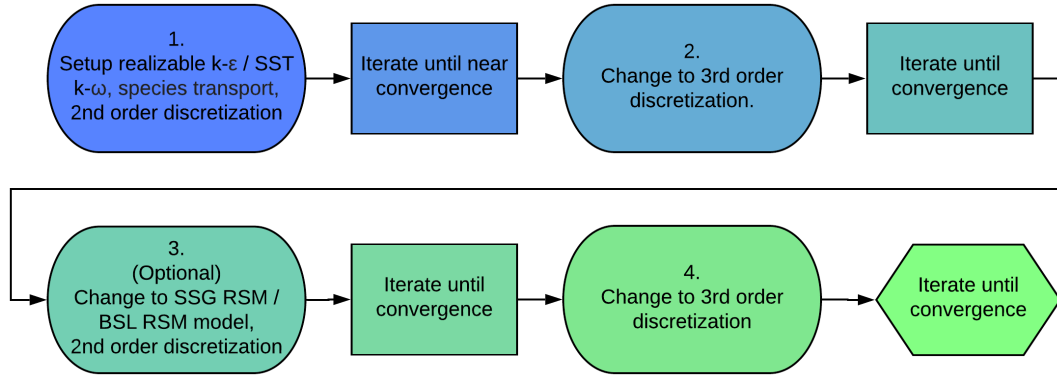 1.
Setup realizable k-ε / SST
k-ω, species transport,
2nd order discretization
Iterate until near
convergence
2.
Change to 3rd order
discretization.
Iterate until
convergence
3.
(Optional)
Change to SSG RSM /
BSL RSM model,
2nd order discretization
Iterate until
convergence
4.
Change to 3rd order
discretization
Iterate until
convergence